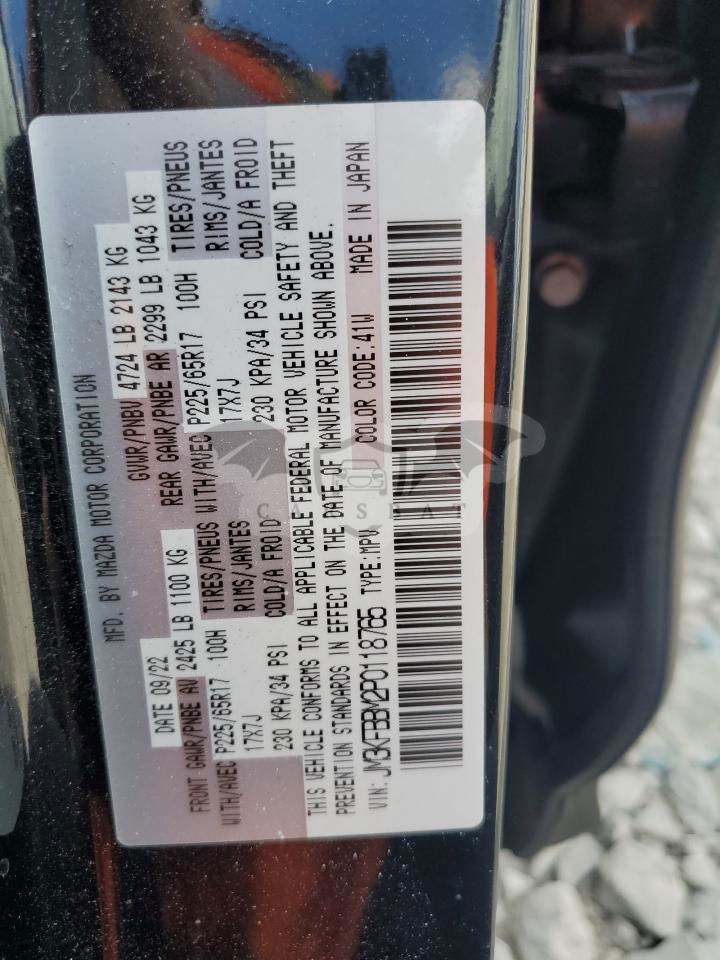 MFD. BY MAZDA MOTOR CORPORATION
DATE 09/22 GVWR/PNBV 4724 LB 2143 KG
FRONT GAWR/PNBE AV 2425 LB 1100 KG REAR GAWR/PNBE AR 2299 LB 1043 KG
WITH/AVEC P225/65R17 100H TIRES/PNEUS WITH/AVEC P225/65R17 100H TIRES/PNEUS
17X7J RIMS/JANTES 17X7J RIMS/JANTES
230 KPA/34 PSI COLD/A FROID 230 KPA/34 PSI COLD/A FROID
THIS VEHICLE CONFORMS TO ALL APPLICABLE FEDERAL MOTOR VEHICLE SAFETY AND THEFT
PREVENTION STANDARDS IN EFFECT ON THE DATE OF MANUFACTURE SHOWN ABOVE.
VIN: JM3KFBBM2P0118765 TYPE:MPV COLOR CODE:41W MADE IN JAPAN